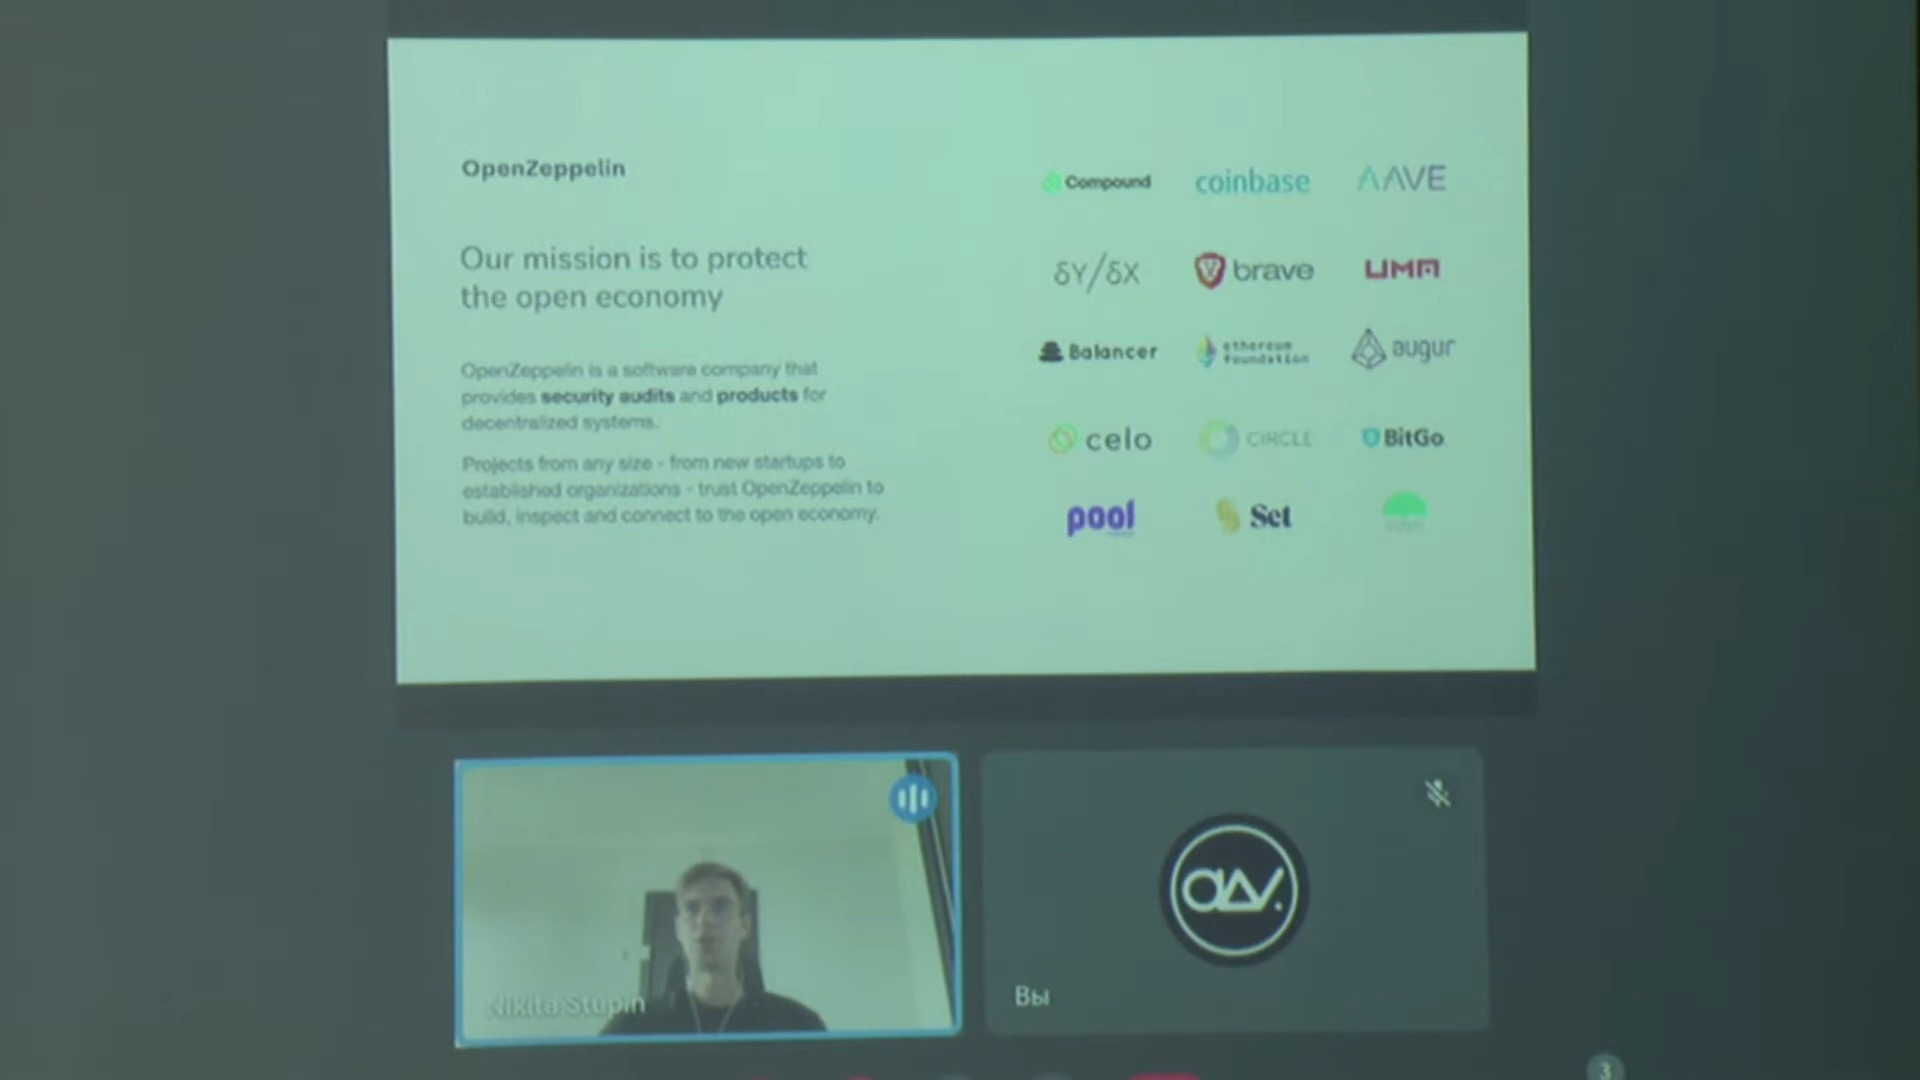 OpenZeppelin
Our mission is to protect
the open economy
OpenZeppelin is a software company that
provides security audits and products for
decentralized systems.
Projects from any size - from new startups to
established organizations - trust OpenZeppelin to
build, inspect and connect to the open economy.
Compound coinbase AAVE
δY/δX brave UMA
Balancer ethereum foundation augur
celo CIRCLE BitGo
pool Set
Nikita Stupin
Вы
3